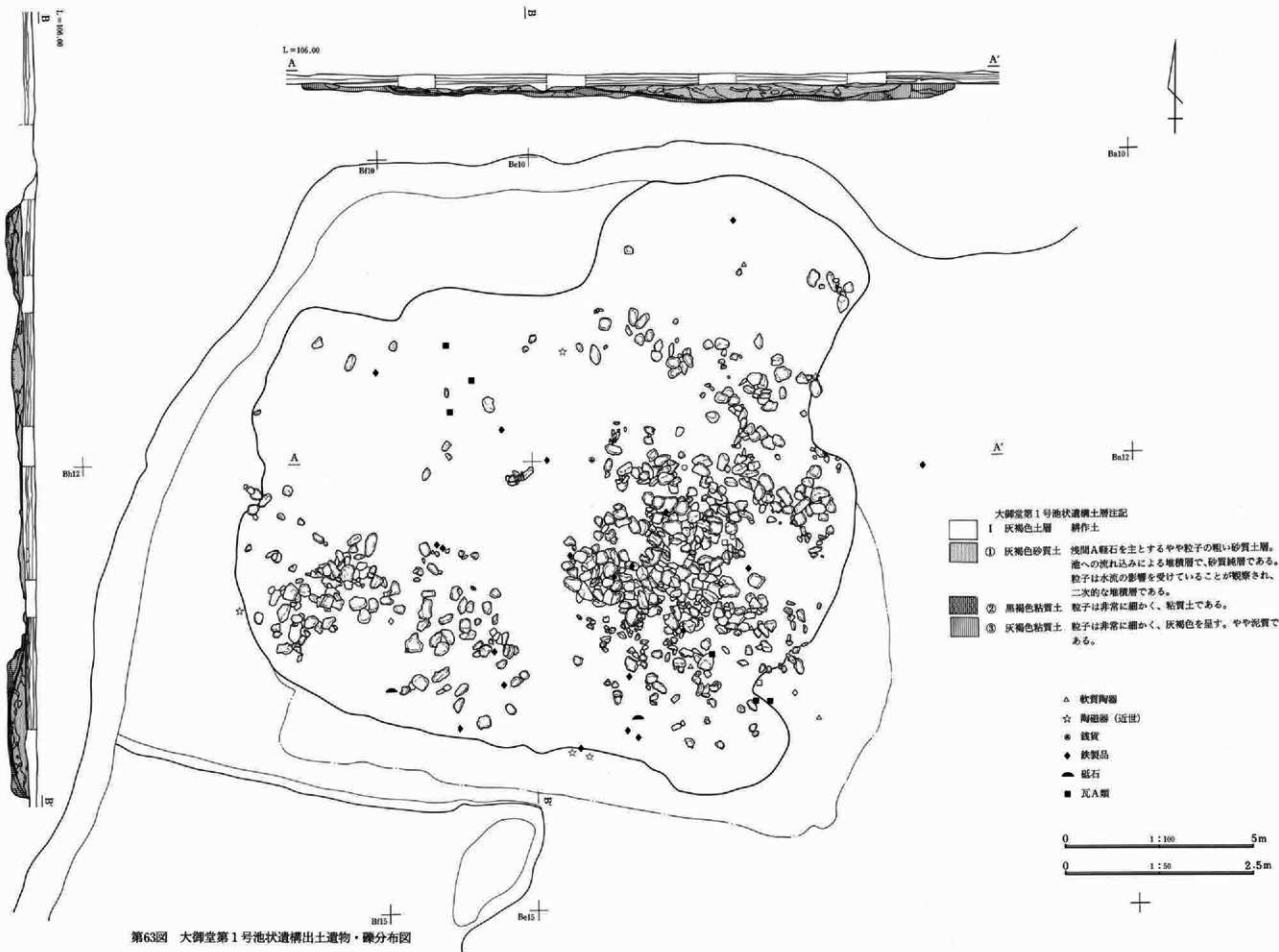 B
L=106.00
B
L=106.00
A
A'
Bf10
Be10
Ba10
Bh12
A
A'
Ba12
大御堂第1号池状遺構土層注記
I 灰褐色土層 耕作土
① 灰褐色砂質土 浅間A軽石を主とするやや粒子の粗い砂質土層。
池への流れ込みによる堆積層で、砂質純層である。
粒子は水流の影響を受けていることが観察され、
二次的な堆積層である。
② 黒褐色粘質土 粒子は非常に細かく、粘質土である。
③ 灰褐色粘質土 粒子は非常に細かく、灰褐色を呈す。やや泥質で
ある。
△ 軟質陶器
☆ 陶磁器(近世)
銭貨
◆ 鉄製品
砥石
■ 瓦A類
B'
B'
0 1:100 5m
0 1:50 2.5m
Bf15
Be15
第63図 大御堂第1号池状遺構出土遺物・礫分布図